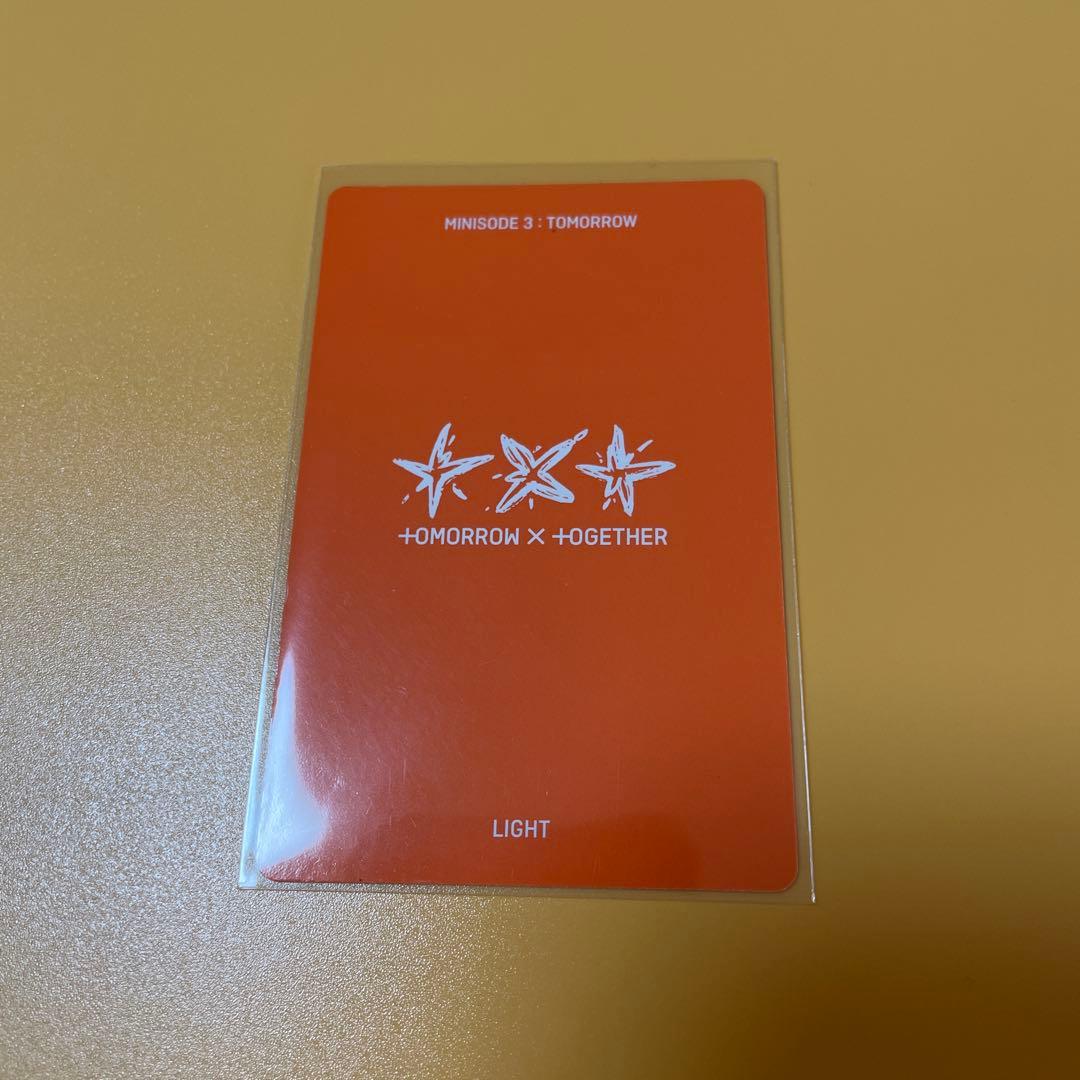 MINISODE 3 : TOMORROW
TOMORROW X TOGETHER
LIGHT